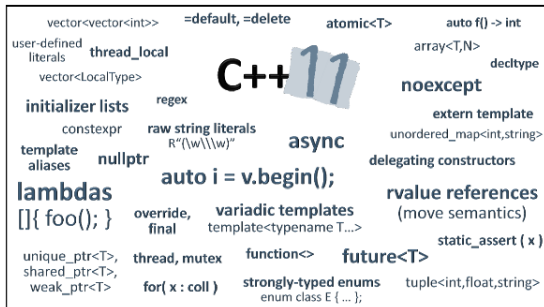 vector<vector<int>>
=default, =delete
atomic<T>
auto f() -> int
user-defined
literals
thread_local
array<T,N>
decltype
vector<LocalType>
C++11
noexcept
initializer lists
regex
extern template
constexpr
raw string literals
R"(\w\\\w)"
async
unordered_map<int,string>
template
aliases
nullptr
delegating constructors
auto i = v.begin();
lambdas
[]{ foo(); }
rvalue references
(move semantics)
override,
final
variadic templates
template<typename T...>
static_assert ( x )
unique_ptr<T>,
shared_ptr<T>,
weak_ptr<T>
thread, mutex
function<>
future<T>
for( x : coll )
strongly-typed enums
enum class E { ... };
tuple<int,float,string>